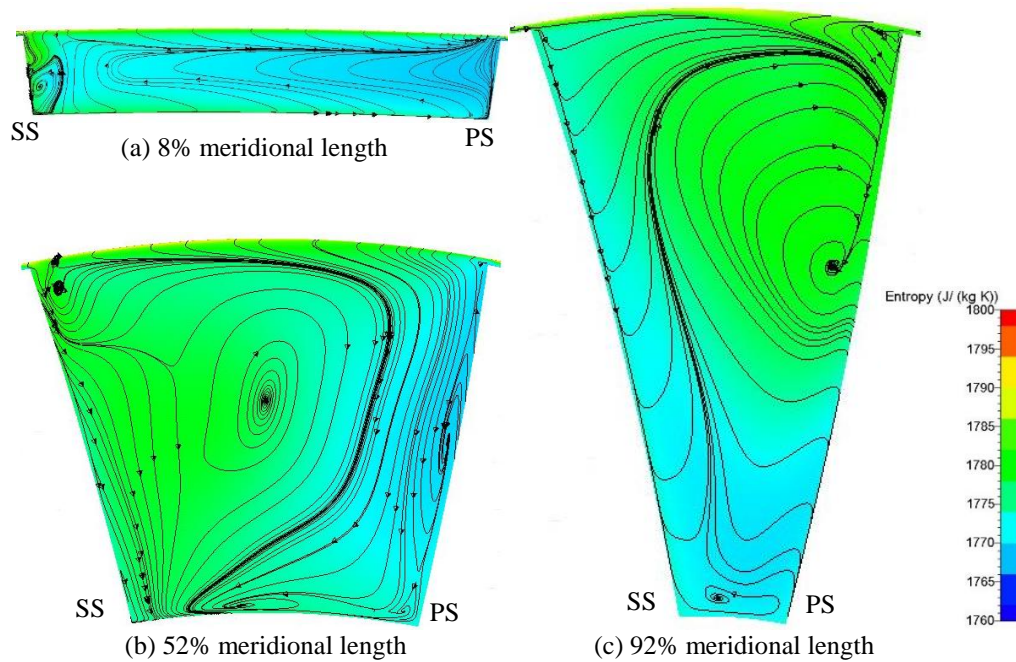 SS
PS
(a) 8% meridional length
SS
PS
(b) 52% meridional length
SS
PS
(c) 92% meridional length
Entropy (J/ (kg K))
1800
1795
1790
1785
1780
1775
1770
1765
1760